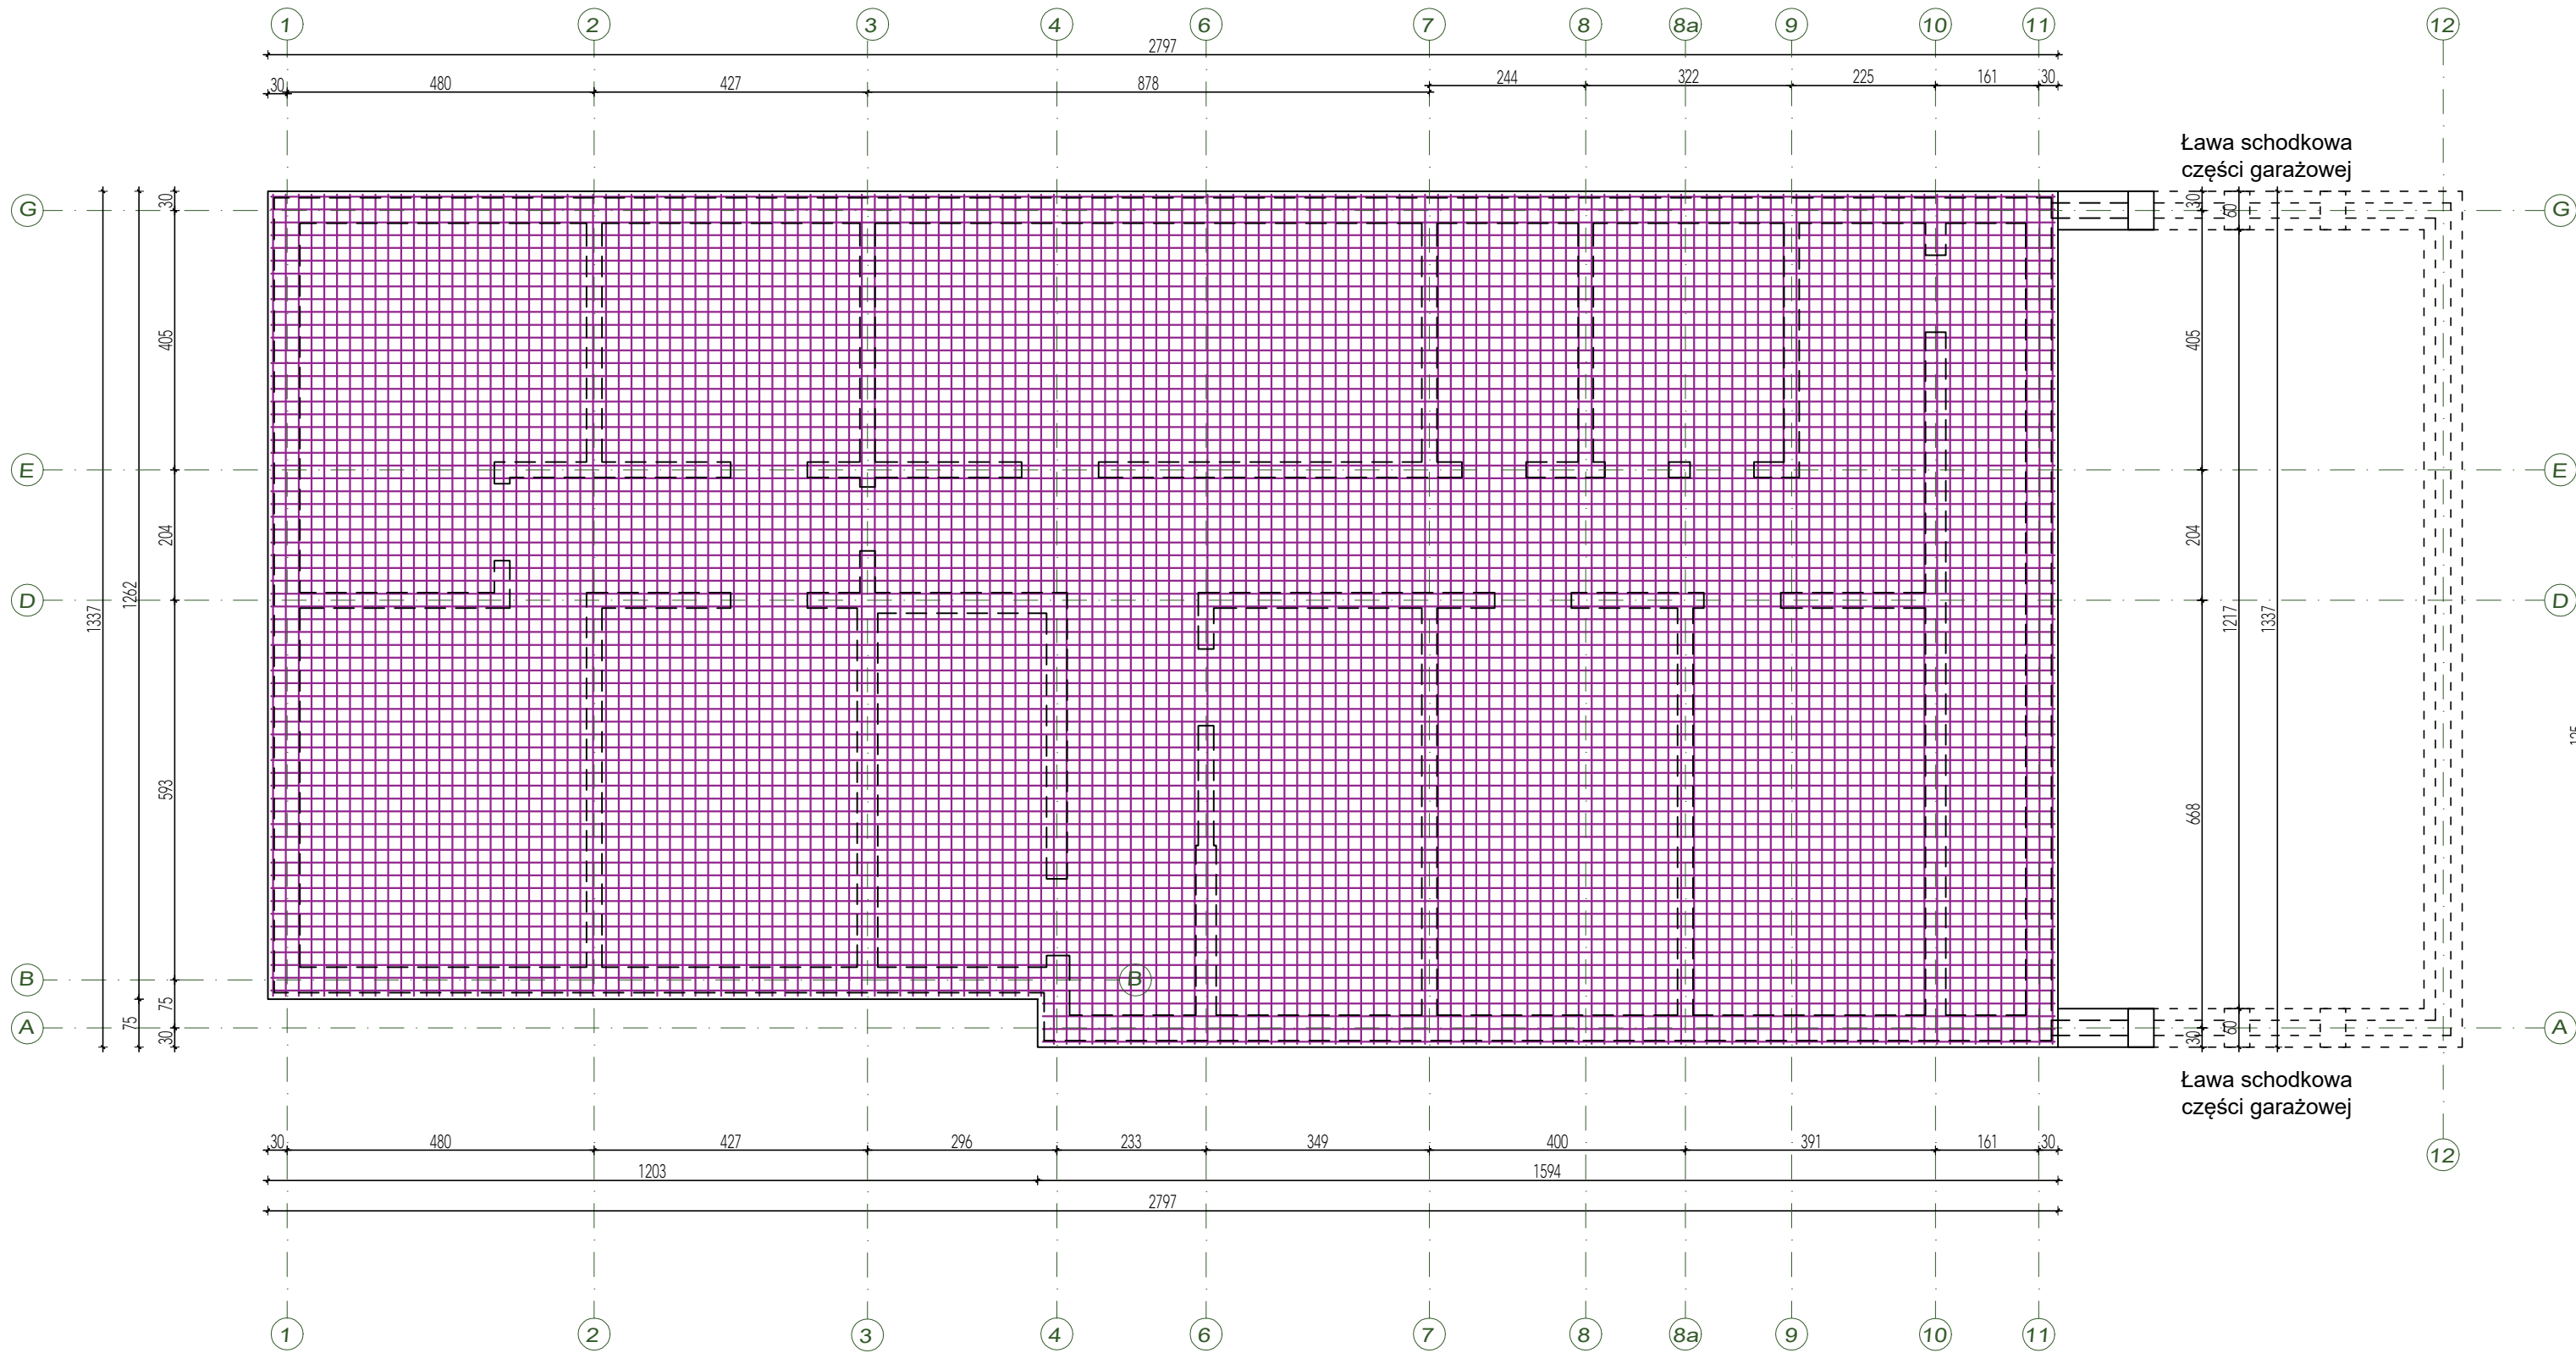 1 2 3 4 6 7 8 8a 9 10 11 12
2797
30 480 427 878 244 322 225 161 30
Ława schodkowa
części garażowej
G 30 30 60 G
405 405
E E
204 204
D 1337 1262 1217 1337 D
593 668
125
B 75 B
A 75 30 30 60 A
Ława schodkowa
części garażowej
30 480 427 296 233 349 400 391 161 30
1203 1594
12
2797
1 2 3 4 6 7 8 8a 9 10 11